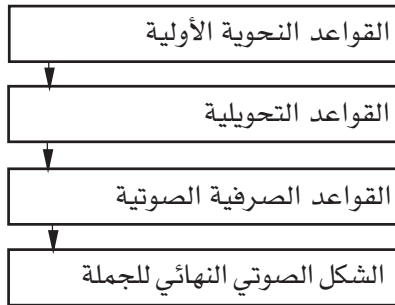 القواعد النحوية الأولية
القواعد التحويلية
القواعد الصرفية الصوتية
الشكل الصوتي النهائي للجملة